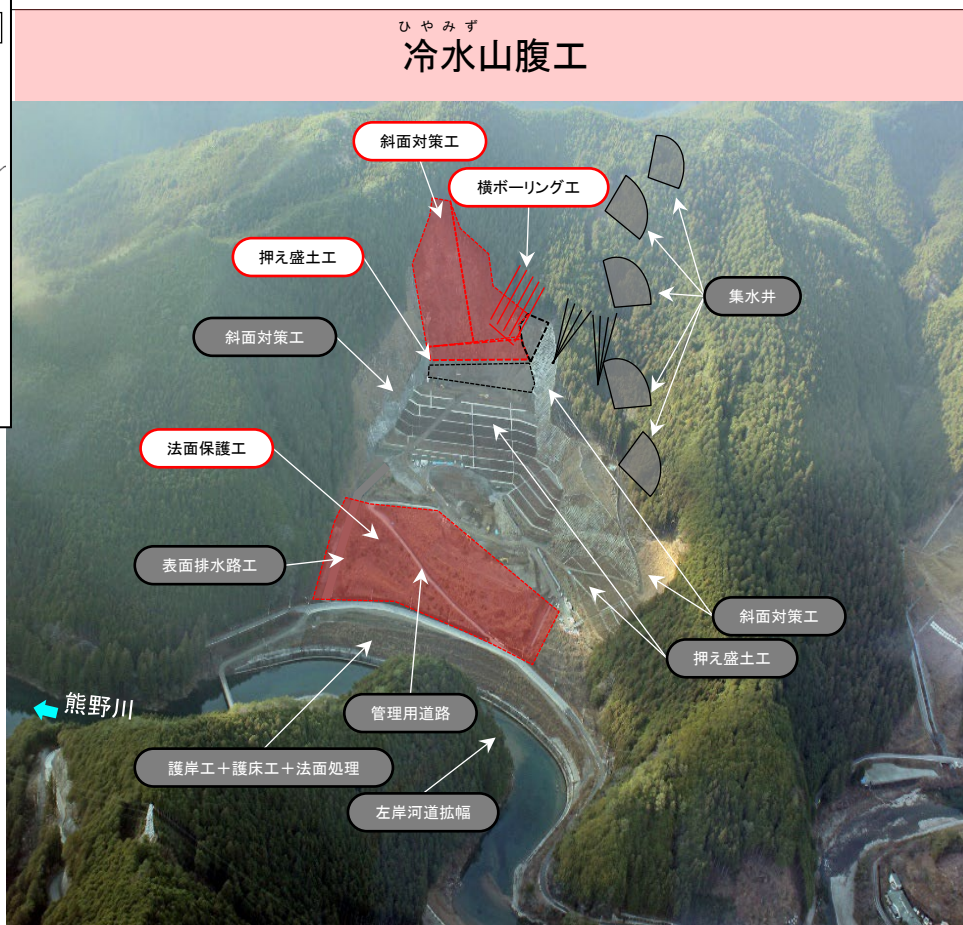 ひやみず
冷水山腹工
斜面対策工
横ボーリング工
押え盛土工
集水井
斜面対策工
法面保護工
表面排水路工
斜面対策工
押え盛土工
熊野川
管理用道路
護岸工＋護床工＋法面処理
左岸河道拡幅